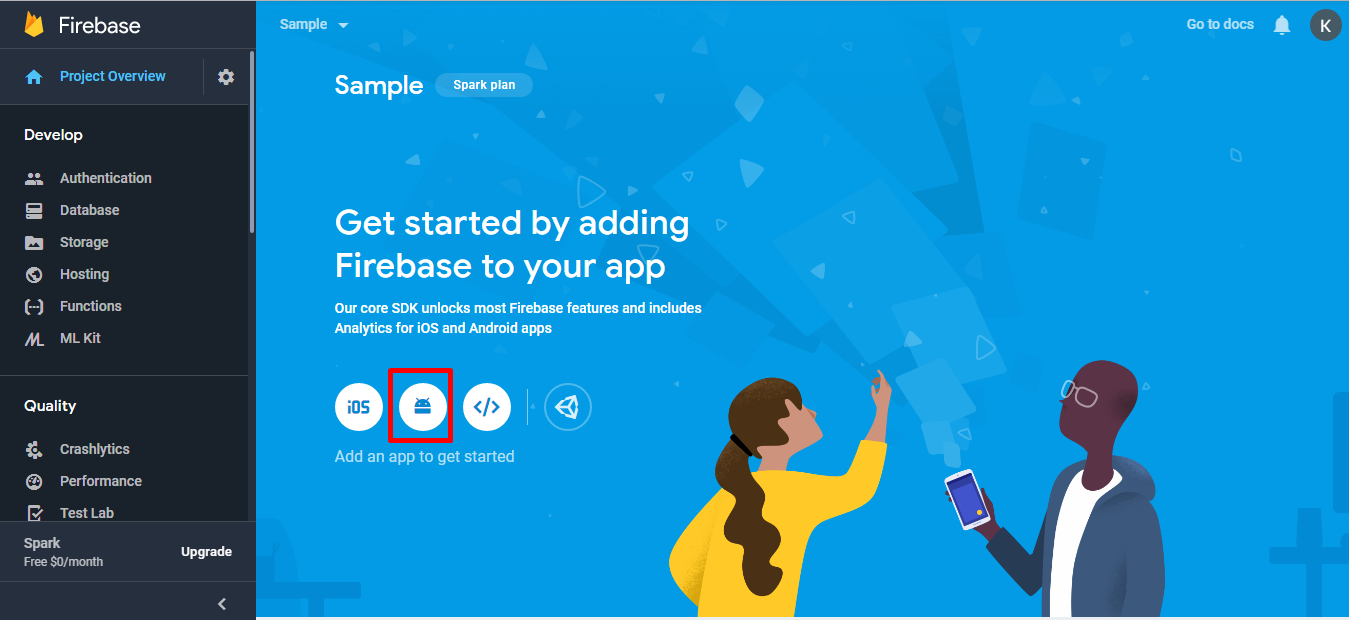 Firebase
Project Overview
Develop
Authentication
Database
Storage
Hosting
Functions
ML Kit
Quality
Crashlytics
Performance
Test Lab
Spark
Free $0/month
Upgrade
Sample
Go to docs
K
Sample
Spark plan
Get started by adding
Firebase to your app
Our core SDK unlocks most Firebase features and includes
Analytics for iOS and Android apps
iOS
</>
Add an app to get started